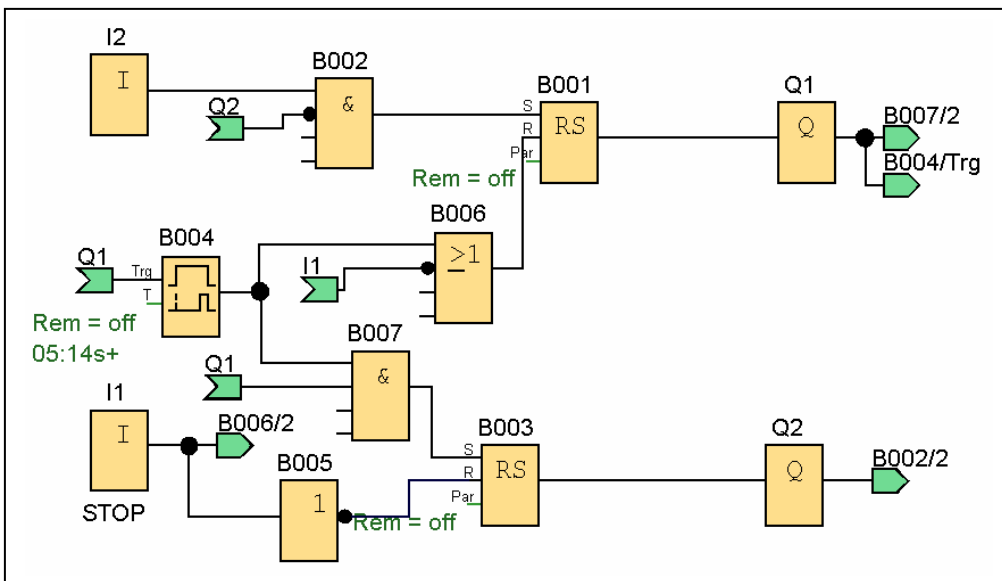 I2
I
B002
&
Q2
B001
S
R
Par
RS
Rem = off
Q1
Q
B007/2
B004/Trg
B006
>1
B004
Q1
Trg
T
Rem = off
05:14s+
I1
B007
&
Q1
I1
I
STOP
B006/2
B005
1
B003
S
R
Par
RS
Rem = off
Q2
Q
B002/2